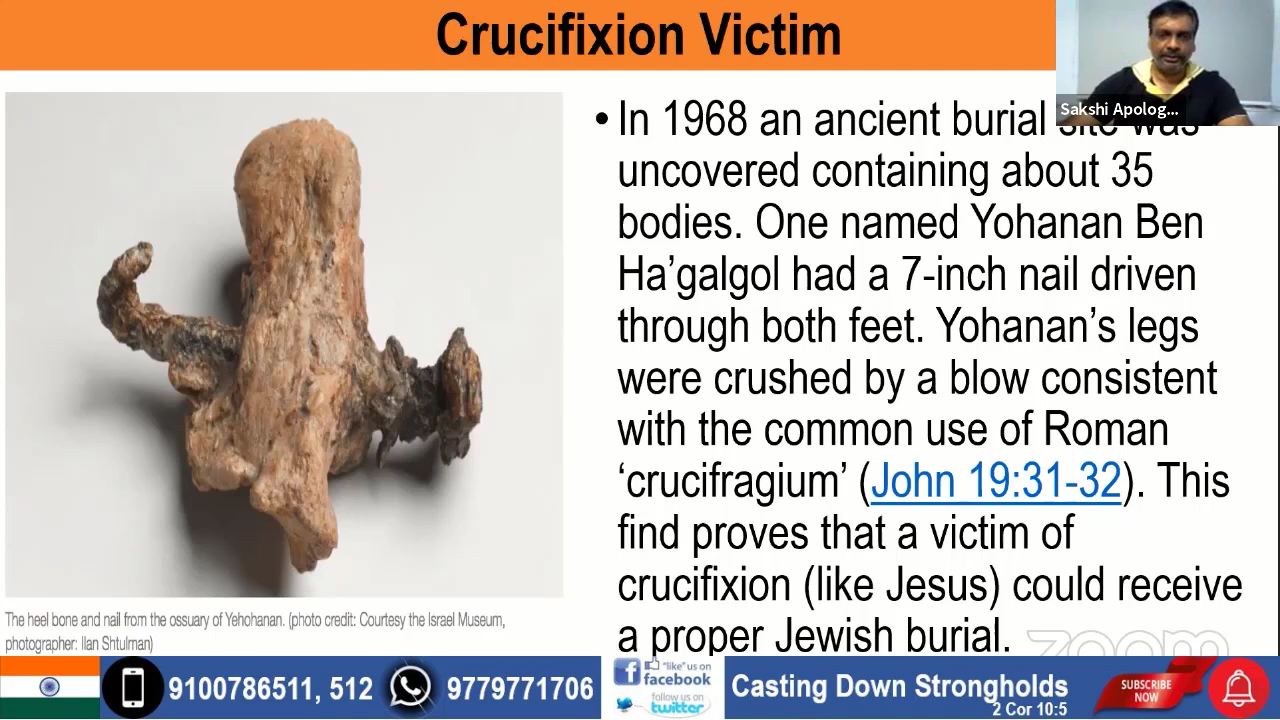 Crucifixion Victim
Sakshi Apolog...
• In 1968 an ancient burial site was
uncovered containing about 35
bodies. One named Yohanan Ben
Ha’galgol had a 7-inch nail driven
through both feet. Yohanan’s legs
were crushed by a blow consistent
with the common use of Roman
‘crucifragium’ (John 19:31-32). This
find proves that a victim of
crucifixion (like Jesus) could receive
a proper Jewish burial.
The heel bone and nail from the ossuary of Yehohanan. (photo credit: Courtesy the Israel Museum,
photographer: Ilan Shtulman)
zoom
9100786511, 512
9779771706
"like" us on
facebook
follow us on
twitter
Casting Down Strongholds
2 Cor 10:5
SUBSCRIBE
NOW